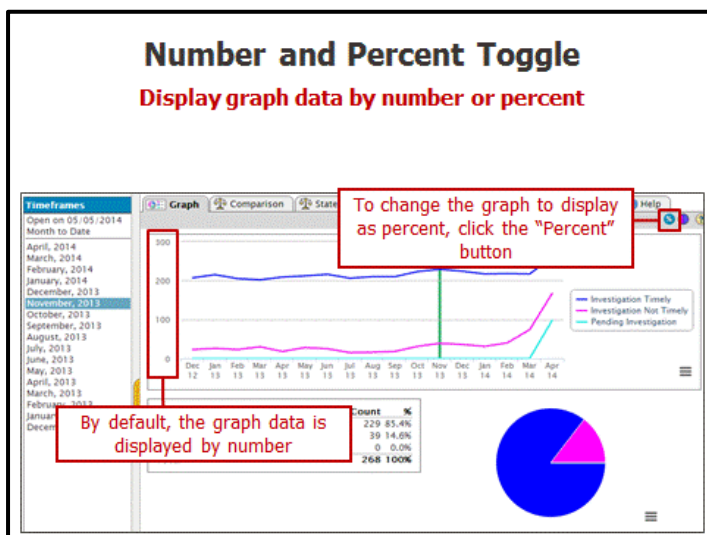 Number and Percent Toggle
Display graph data by number or percent
Timeframes
Open on 05/05/2014
Month to Date
April, 2014
March, 2014
February, 2014
January, 2014
December, 2013
November, 2013
October, 2013
September, 2013
August, 2013
July, 2013
June, 2013
May, 2013
April, 2013
March, 2013
Graph
Comparison
State
Help
To change the graph to display
as percent, click the “Percent”
button
300
200
100
0
Dec Jan Feb Mar Apr May Jun Jul Aug Sep Oct Nov Dec Jan Feb Mar Apr
12 13 13 13 13 13 13 13 13 13 13 13 13 14 14 14 14
Investigation Timely
Investigation Not Timely
Pending Investigation
By default, the graph data is
displayed by number
Count %
229 85.4%
39 14.6%
0 0.0%
268 100%